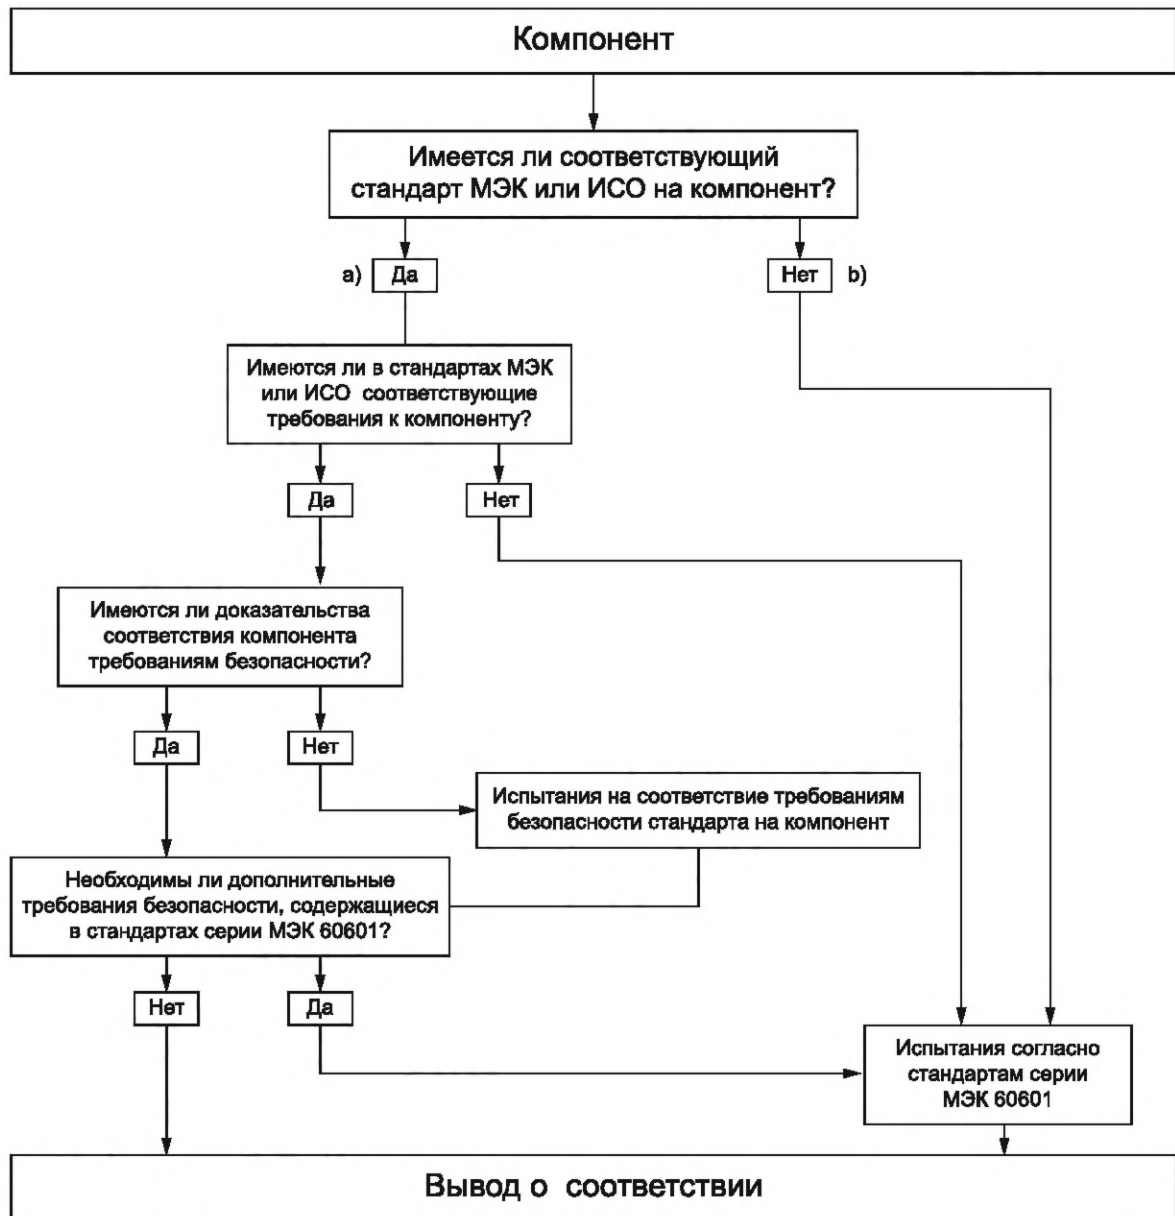 Компонент
Имеется ли соответствующий
стандарт МЭК или ИСО на компонент?
a) Да
Нет b)
Имеются ли в стандартах МЭК
или ИСО соответствующие
требования к компоненту?
Да
Нет
Имеются ли доказательства
соответствия компонента
требованиям безопасности?
Да
Нет
Испытания на соответствие требованиям
безопасности стандарта на компонент
Необходимы ли дополнительные
требования безопасности, содержащиеся
в стандартах серии МЭК 60601?
Нет
Да
Испытания согласно
стандартам серии
МЭК 60601
Вывод о соответствии